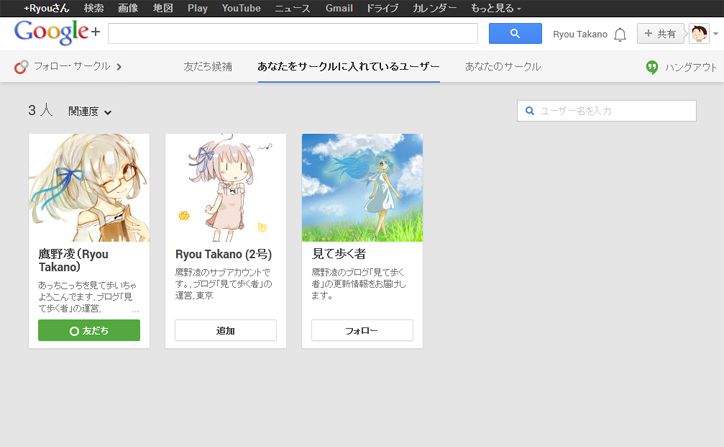 +Ryouさん 検索 画像 地図 Play YouTube ニュース Gmail ドライブ カレンダー もっと見る
Google+
Ryou Takano + 共有
フォロー・サークル 友だち候補 あなたをサークルに入れているユーザー あなたのサークル ハングアウト
3 人 関連度 ユーザー名を入力
鷹野凌(Ryou
Takano)
あっちこっちを見て歩いちゃ
よろこんでます,ブログ「見
て歩く者」の運営, ...
友だち
Ryou Takano (2号)
鷹野凌のサブアカウントで
す。,ブログ「見て歩く者」の
運営,東京
追加
見て歩く者
鷹野凌のブログ「見て歩く
者」の更新情報をお届けし
ます。
フォロー